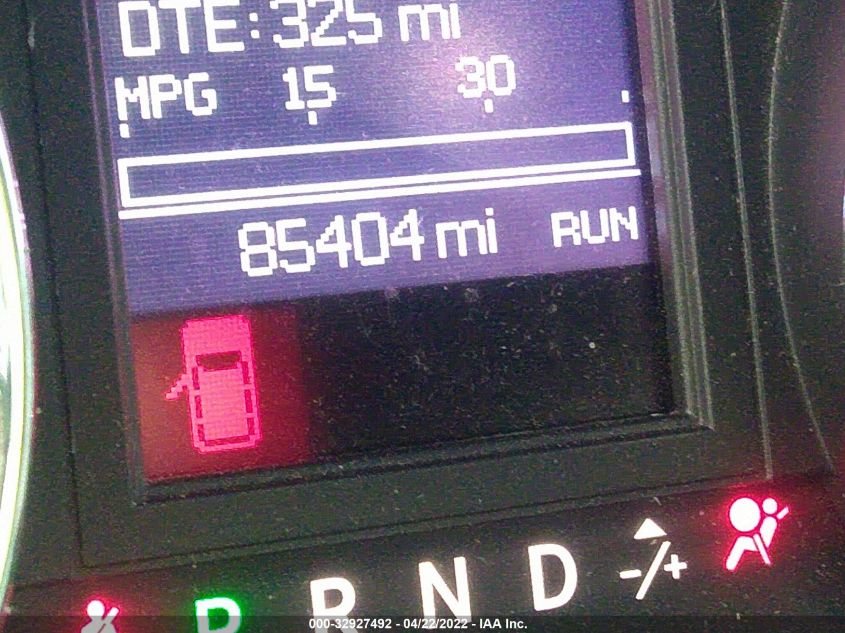 DTE: 325 mi
MPG 15 30
85404 mi RUN
P R N D -/+
000-32927492 - 04/22/2022 - IAA Inc.